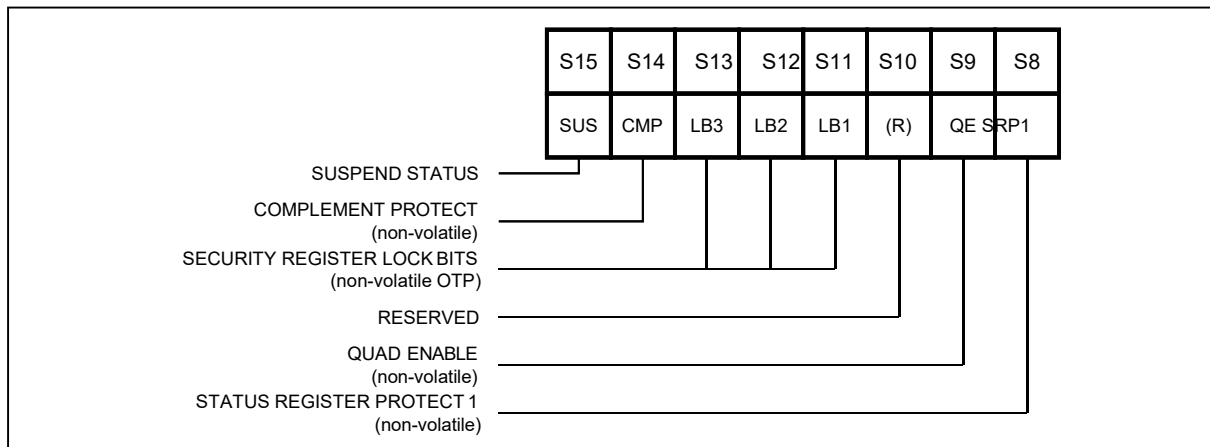 S15 S14 S13 S12 S11 S10 S9 S8
SUS CMP LB3 LB2 LB1 (R) QE SRP1
SUSPEND STATUS
COMPLEMENT PROTECT
(non-volatile)
SECURITY REGISTER LOCK BITS
(non-volatile OTP)
RESERVED
QUAD ENABLE
(non-volatile)
STATUS REGISTER PROTECT 1
(non-volatile)